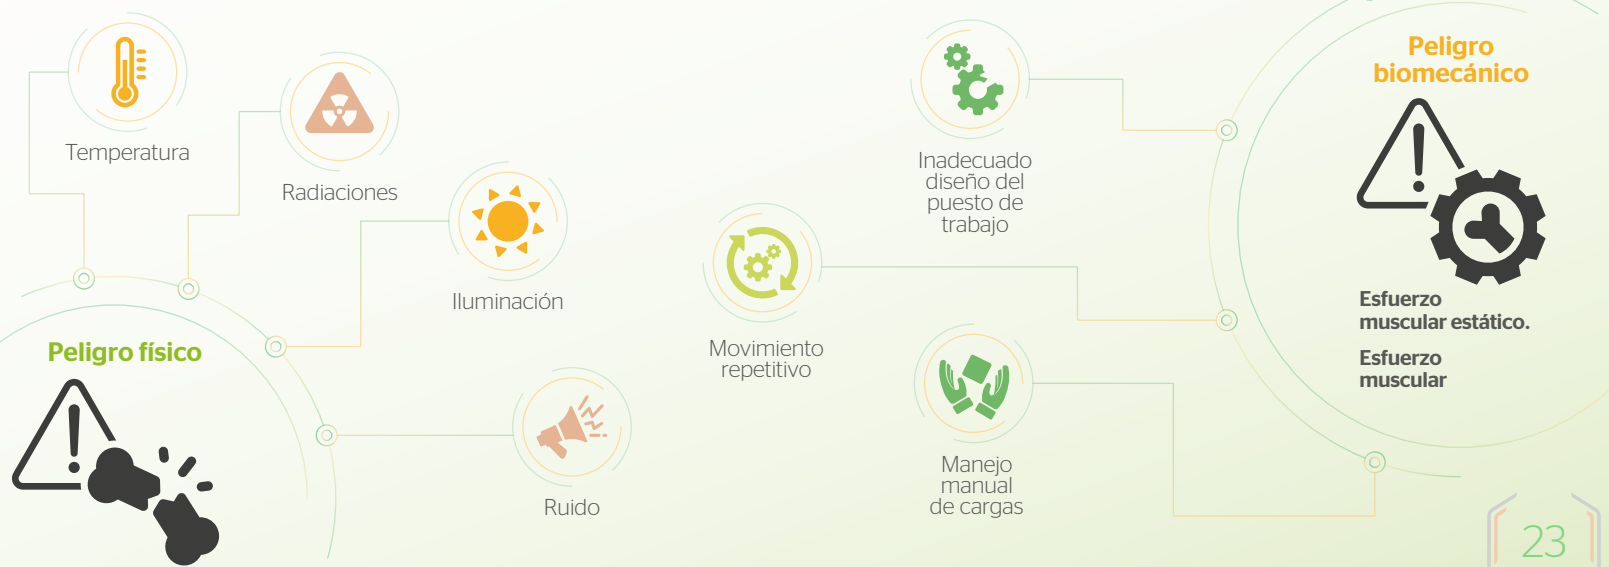 Temperatura
Radiaciones
Iluminación
Peligro físico
Ruido
Inadecuado
diseño del
puesto de
trabajo
Movimiento
repetitivo
Manejo
manual
de cargas
Peligro
biomecánico
Esfuerzo
muscular estático.
Esfuerzo
muscular
23